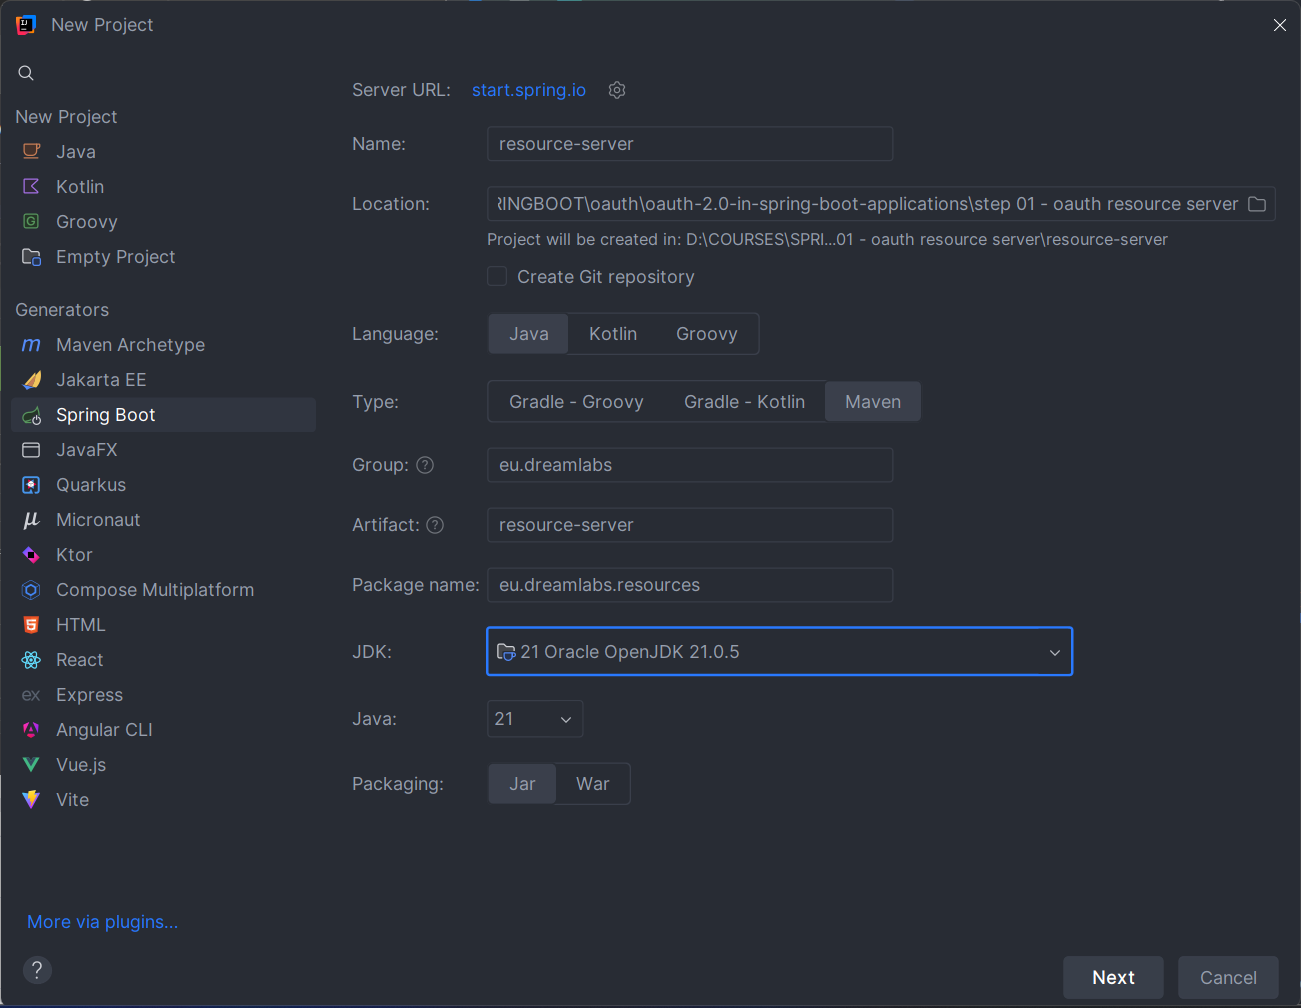 New Project
Server URL: start.spring.io
New Project
Name: resource-server
Java
Kotlin
Location: RINGBOOT\oauth\oauth-2.0-in-spring-boot-applications\step 01 - oauth resource server
Groovy
Project will be created in: D:\COURSES\SPRI...01 - oauth resource server\resource-server
Empty Project
Create Git repository
Generators
Language: Java Kotlin Groovy
Maven Archetype
Jakarta EE
Type: Gradle - Groovy Gradle - Kotlin Maven
Spring Boot
JavaFX
Group: ? eu.dreamlabs
Quarkus
Micronaut
Artifact: ? resource-server
Ktor
Package name: eu.dreamlabs.resources
Compose Multiplatform
HTML
JDK: 21 Oracle OpenJDK 21.0.5
React
ex Express
Java: 21
Angular CLI
Vue.js
Packaging: Jar War
Vite
More via plugins...
?
Next
Cancel